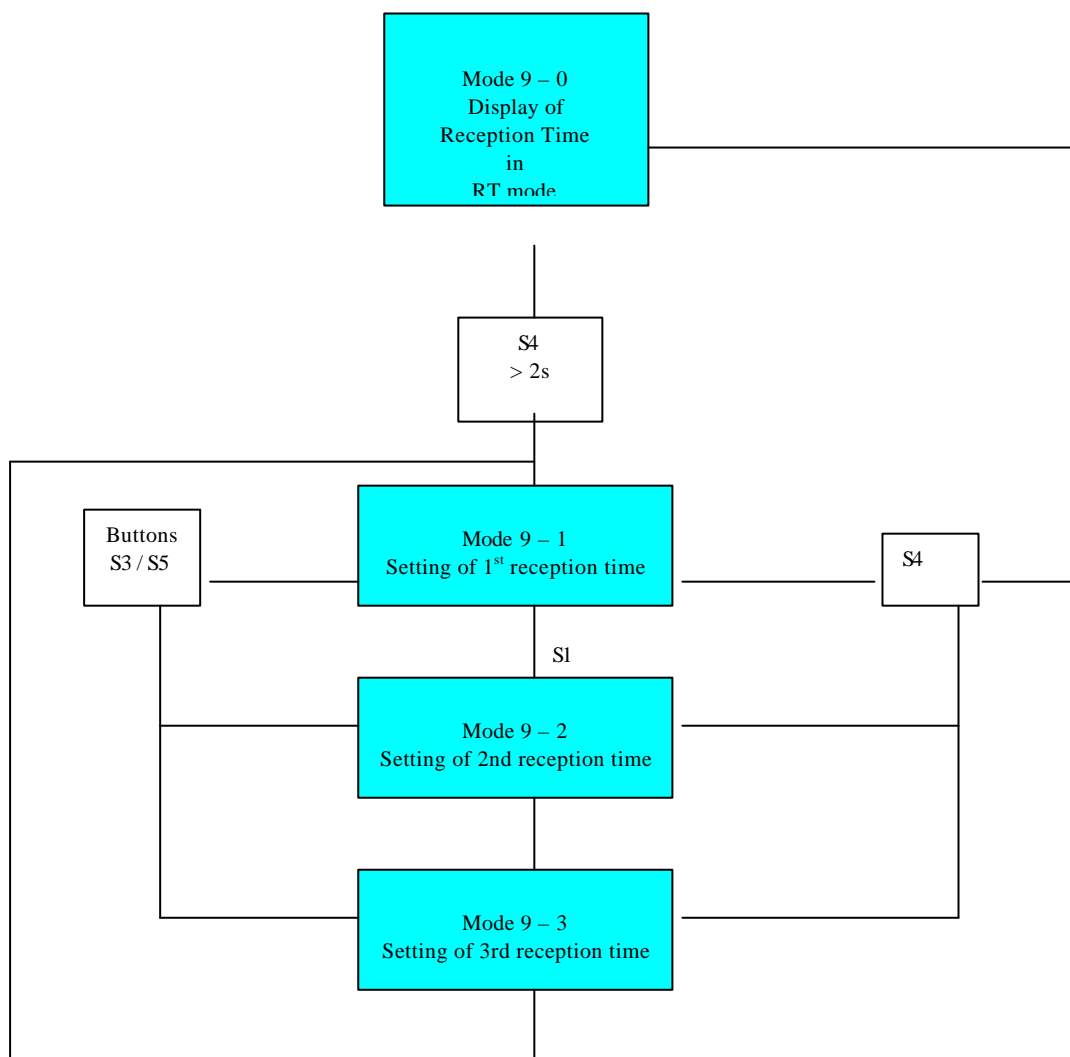 Mode 9 – 0
Display of
Reception Time
in
RT mode
S4
> 2s
Buttons
S3 / S5
Mode 9 – 1
Setting of 1st reception time
S4
S1
Mode 9 – 2
Setting of 2nd reception time
Mode 9 – 3
Setting of 3rd reception time